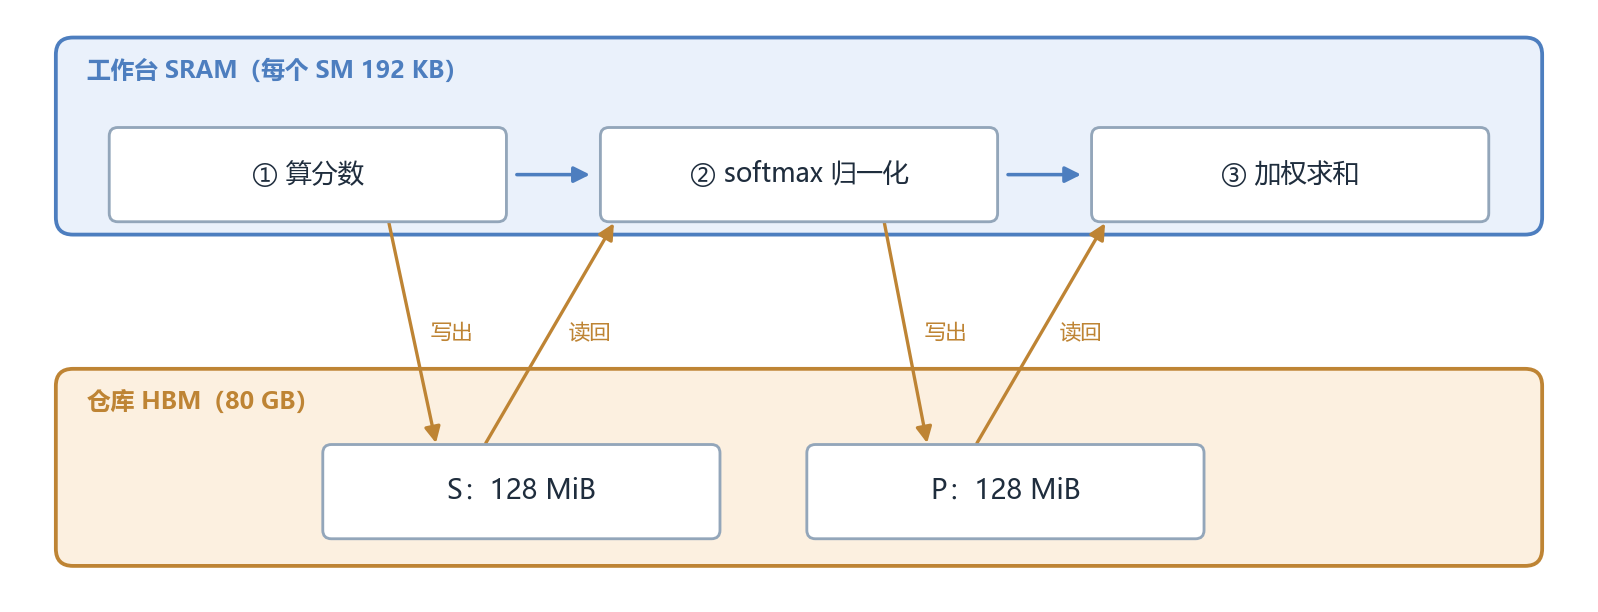 工作台 SRAM（每个 SM 192 KB）
① 算分数
② softmax 归一化
③ 加权求和
写出
读回
写出
读回
仓库 HBM（80 GB）
S：128 MiB
P：128 MiB